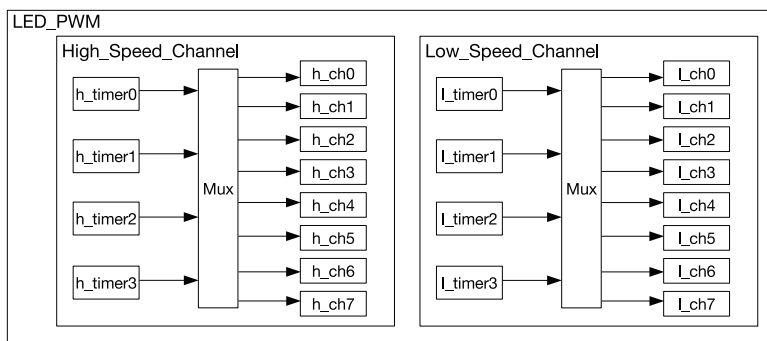 LED_PWM
High_Speed_Channel
h_timer0
h_timer1
h_timer2
h_timer3
Mux
h_ch0
h_ch1
h_ch2
h_ch3
h_ch4
h_ch5
h_ch6
h_ch7
Low_Speed_Channel
l_timer0
l_timer1
l_timer2
l_timer3
Mux
l_ch0
l_ch1
l_ch2
l_ch3
l_ch4
l_ch5
l_ch6
l_ch7